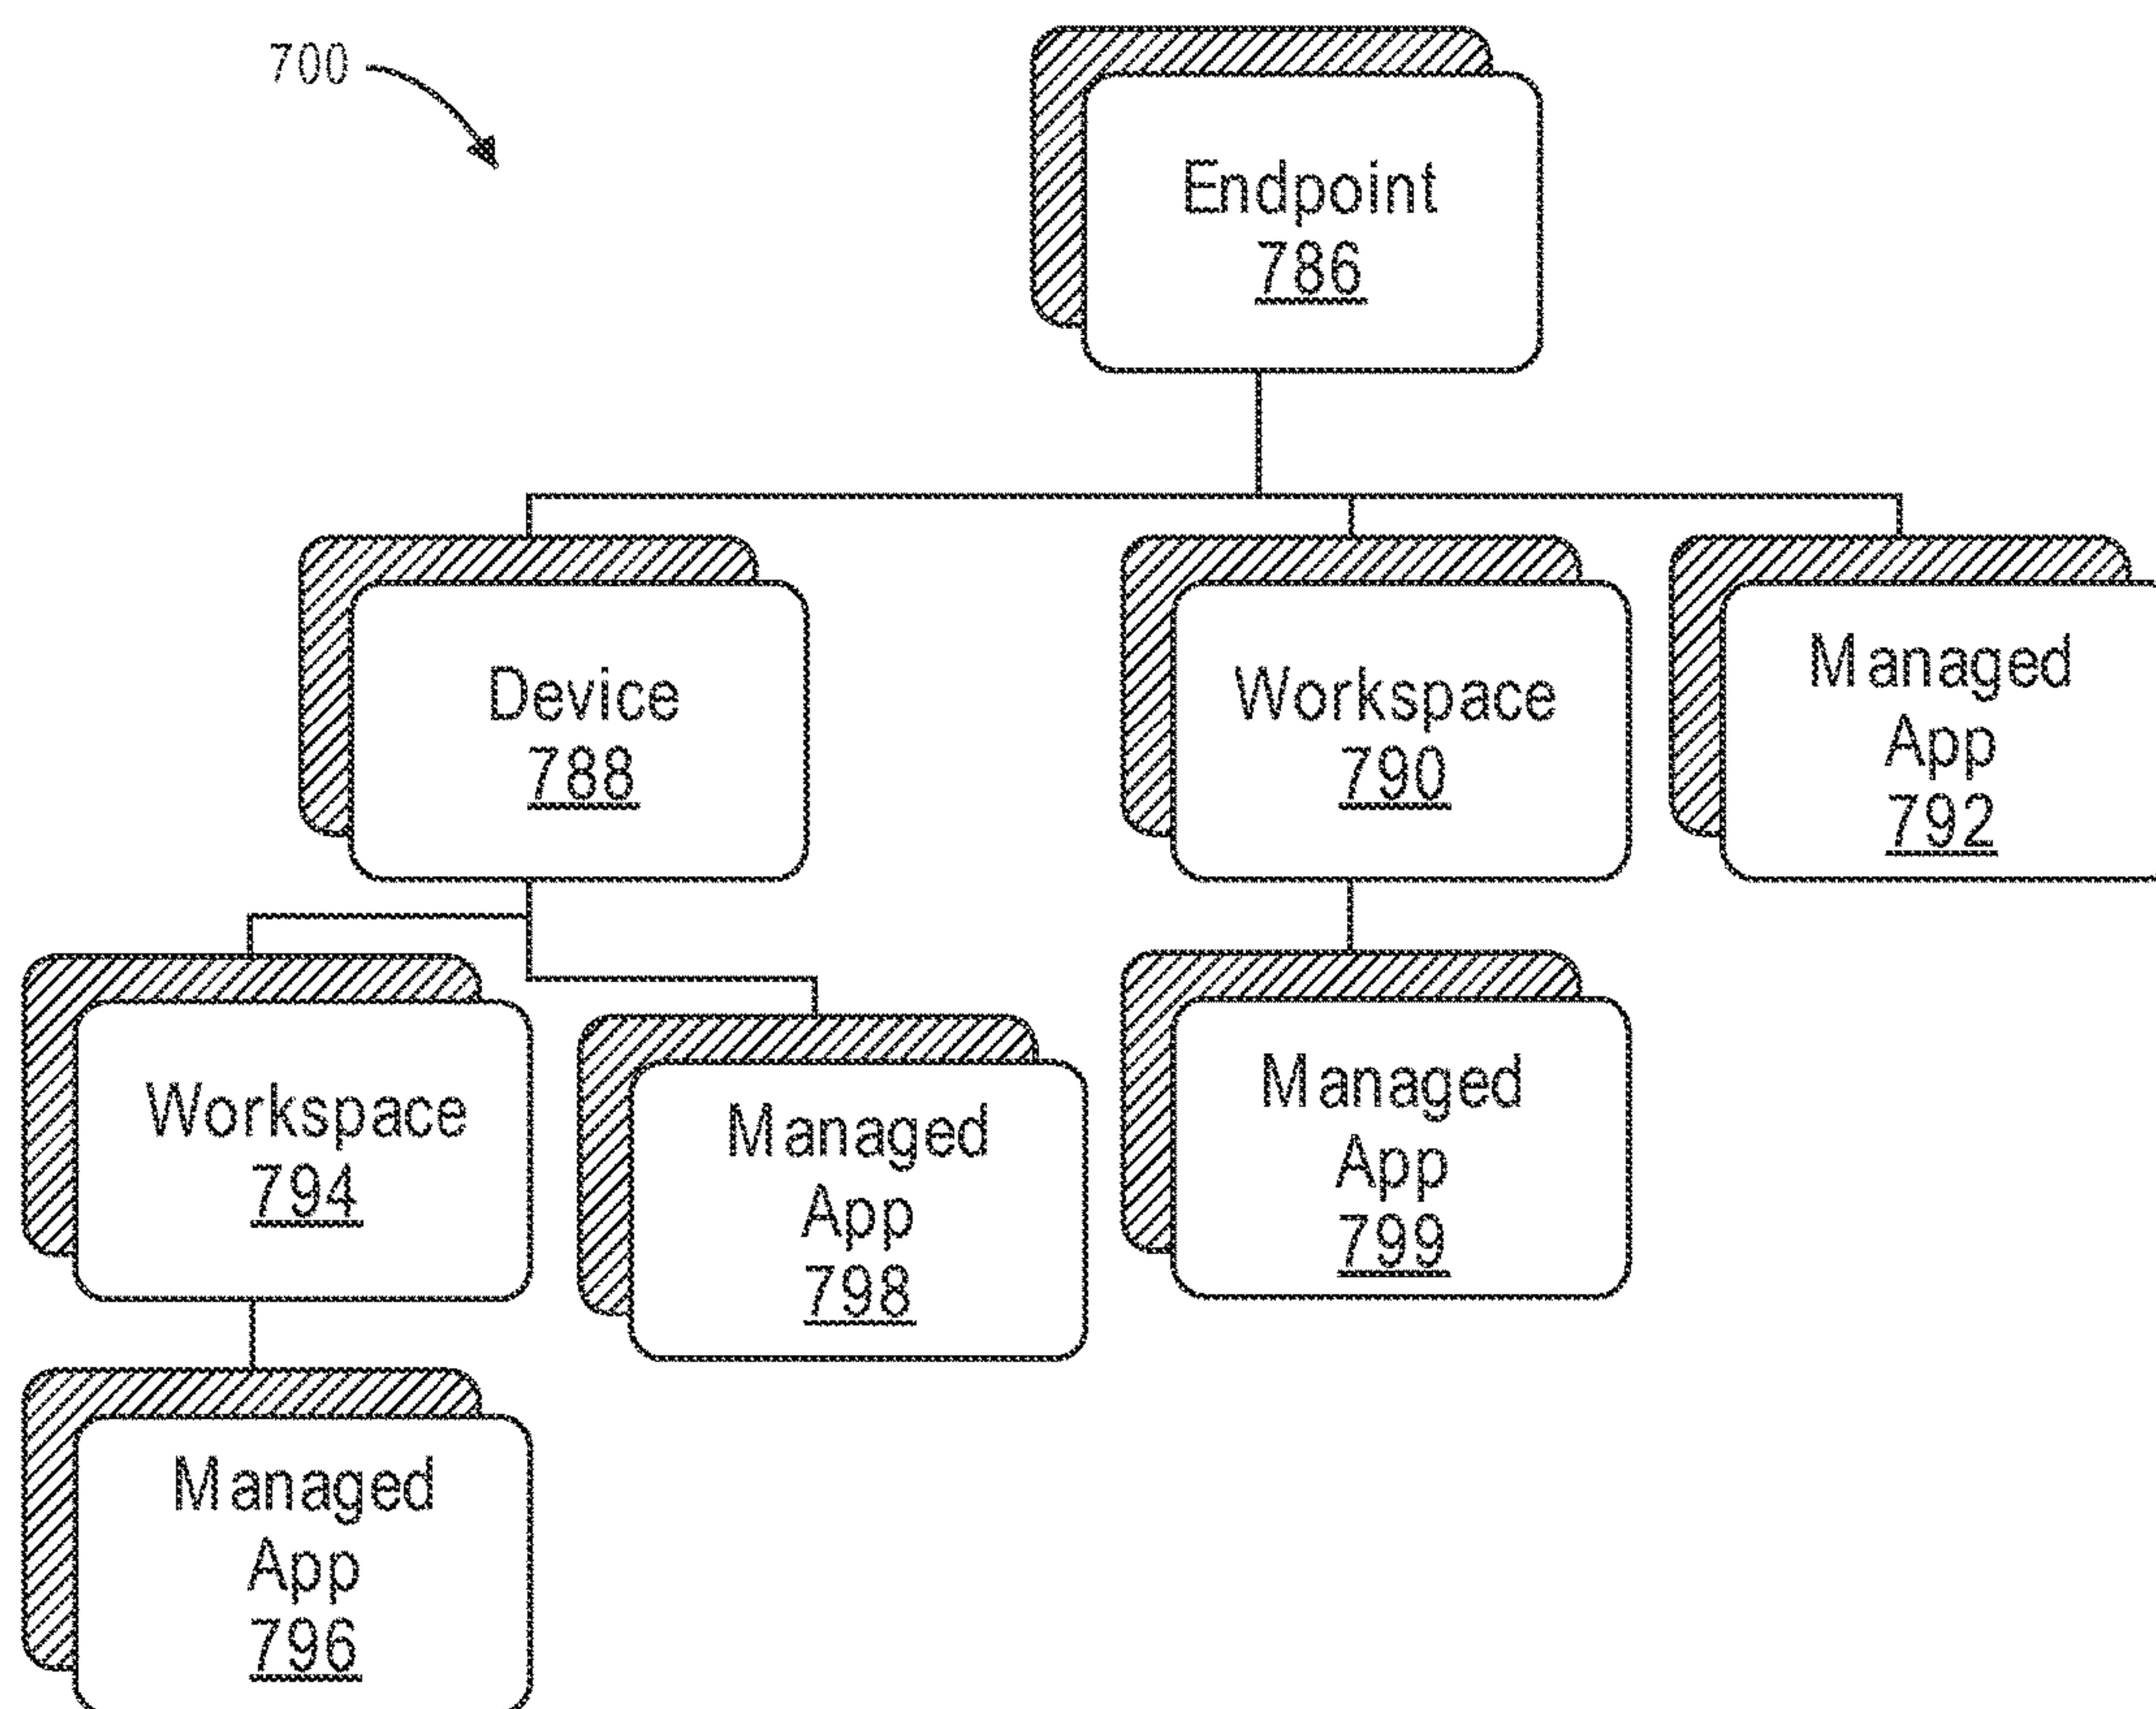 700
Endpoint
786
Device
788
Workspace
790
Managed
App
792
Workspace
794
Managed
App
798
Managed
App
799
Managed
App
796